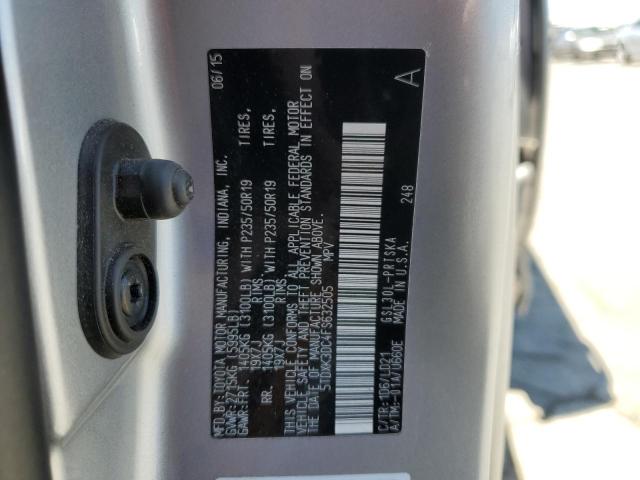 MFD. BY: TOYOTA MOTOR MANUFACTURING, INDIANA, INC. 06/15
GVWR: 2715KG (5995LB)
GAWR: FRT. 1405KG (3100LB) WITH P235/50R19 TIRES,
19X7J RIMS,
RR. 1405KG (3100LB) WITH P235/50R19 TIRES,
19X7J RIMS,
THIS VEHICLE CONFORMS TO ALL APPLICABLE FEDERAL MOTOR
VEHICLE SAFETY AND THEFT PREVENTION STANDARDS IN EFFECT ON
THE DATE OF MANUFACTURE SHOWN ABOVE.
5TDXK3DC4FS632505 MPV
A
248
C/TR: 1D6/LD21 GSL30L-PRTSKA
A/TM: -01A/U660E MADE IN U.S.A.